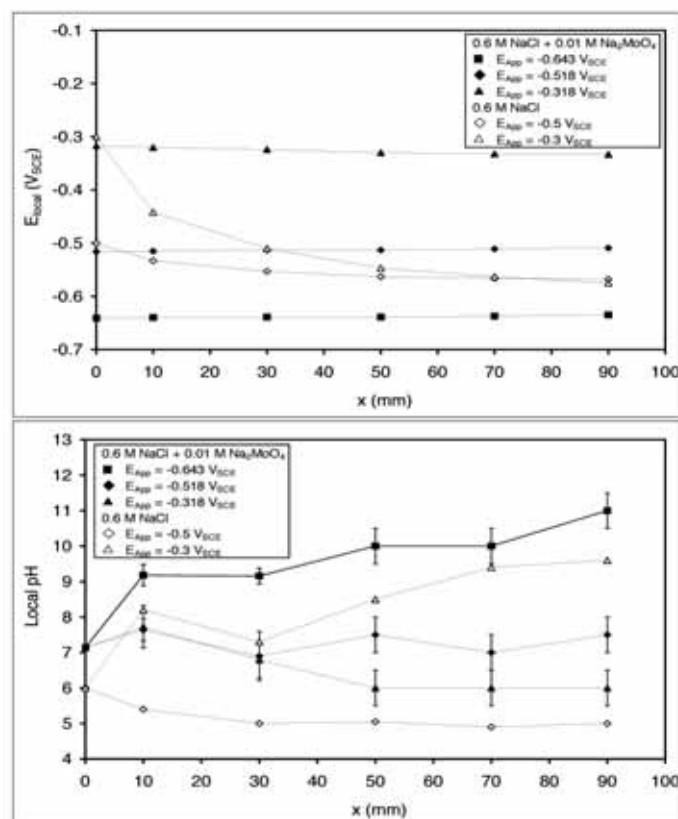 -0.1
-0.2
-0.3
-0.4
-0.5
-0.6
-0.7
E_local (V_SCE)
0.6 M NaCl + 0.01 M Na₂MoO₄
E_App = -0.643 V_SCE
E_App = -0.518 V_SCE
E_App = -0.318 V_SCE
0.6 M NaCl
E_App = -0.5 V_SCE
E_App = -0.3 V_SCE
0 10 20 30 40 50 60 70 80 90 100
x (mm)
13
12
11
10
9
8
7
6
5
4
Local pH
0.6 M NaCl + 0.01 M Na₂MoO₄
E_App = -0.643 V_SCE
E_App = -0.518 V_SCE
E_App = -0.318 V_SCE
0.6 M NaCl
E_App = -0.5 V_SCE
E_App = -0.3 V_SCE
0 10 20 30 40 50 60 70 80 90 100
x (mm)